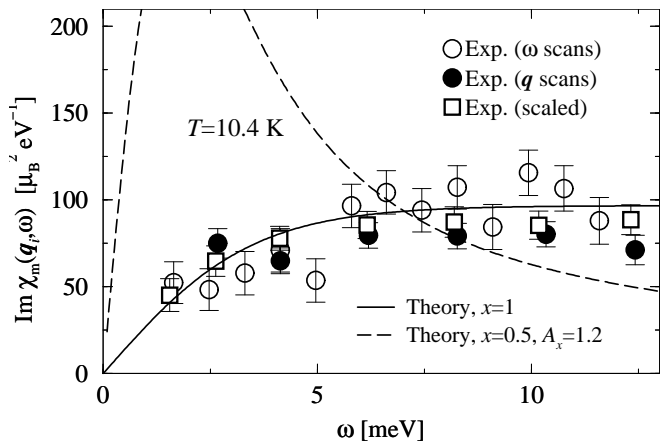 200
150
100
50
0
0
5
10
Im χm(qi,ω) [μB² eV⁻¹]
ω [meV]
T=10.4 K
Exp. (ω scans)
Exp. (q scans)
Exp. (scaled)
Theory, x=1
Theory, x=0.5, Ax=1.2